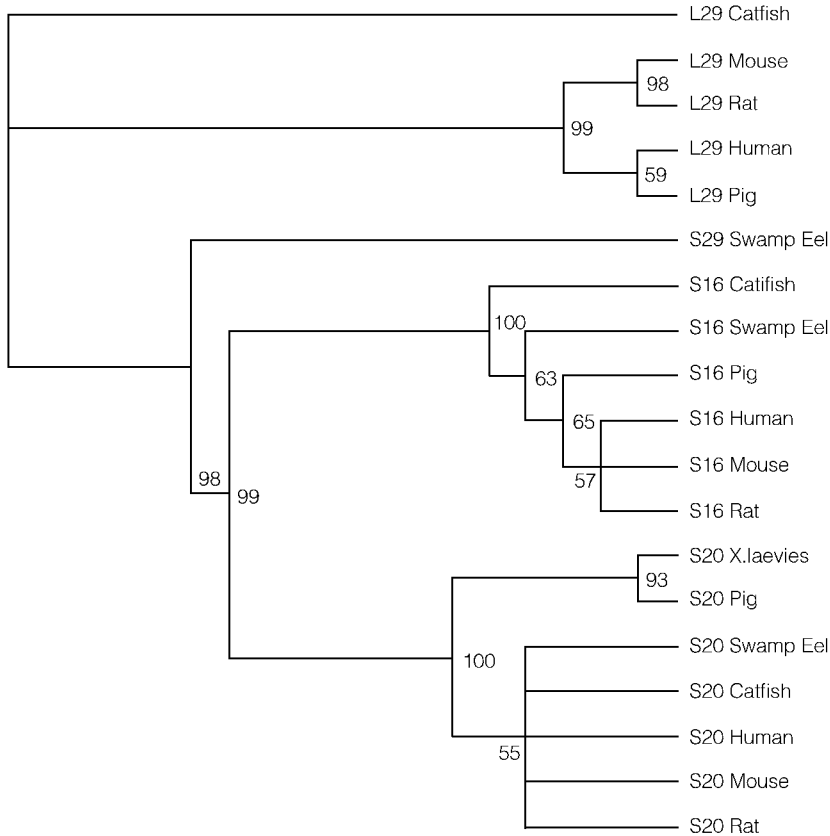 L29 Catfish
L29 Mouse
98
L29 Rat
99
L29 Human
59
L29 Pig
S29 Swamp Eel
S16 Catifish
100
S16 Swamp Eel
63
S16 Pig
65
S16 Human
S16 Mouse
57
S16 Rat
98
99
S20 X.laevies
93
S20 Pig
S20 Swamp Eel
100
S20 Catfish
S20 Human
55
S20 Mouse
S20 Rat